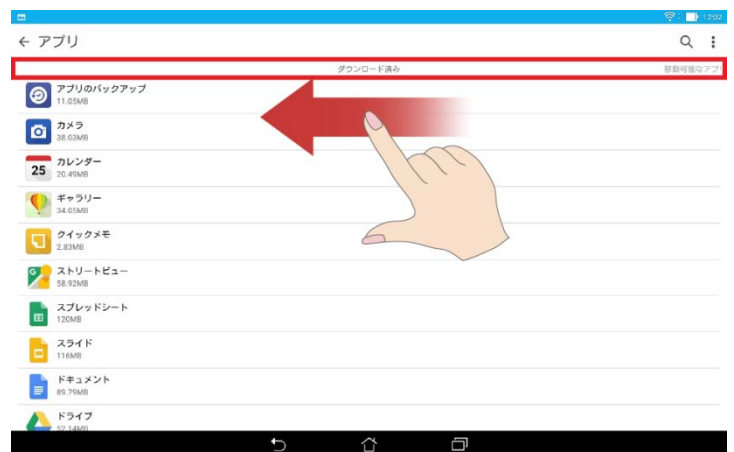 12:02
アプリ
ダウンロード済み
移動可能なアプ
アプリのバックアップ
11.05MB
カメラ
38.03MB
25
カレンダー
20.49MB
ギャラリー
34.05MB
クイックメモ
2.83MB
ストリートビュー
58.92MB
スプレッドシート
120MB
スライド
116MB
ドキュメント
89.79MB
ドライブ
52.14MB